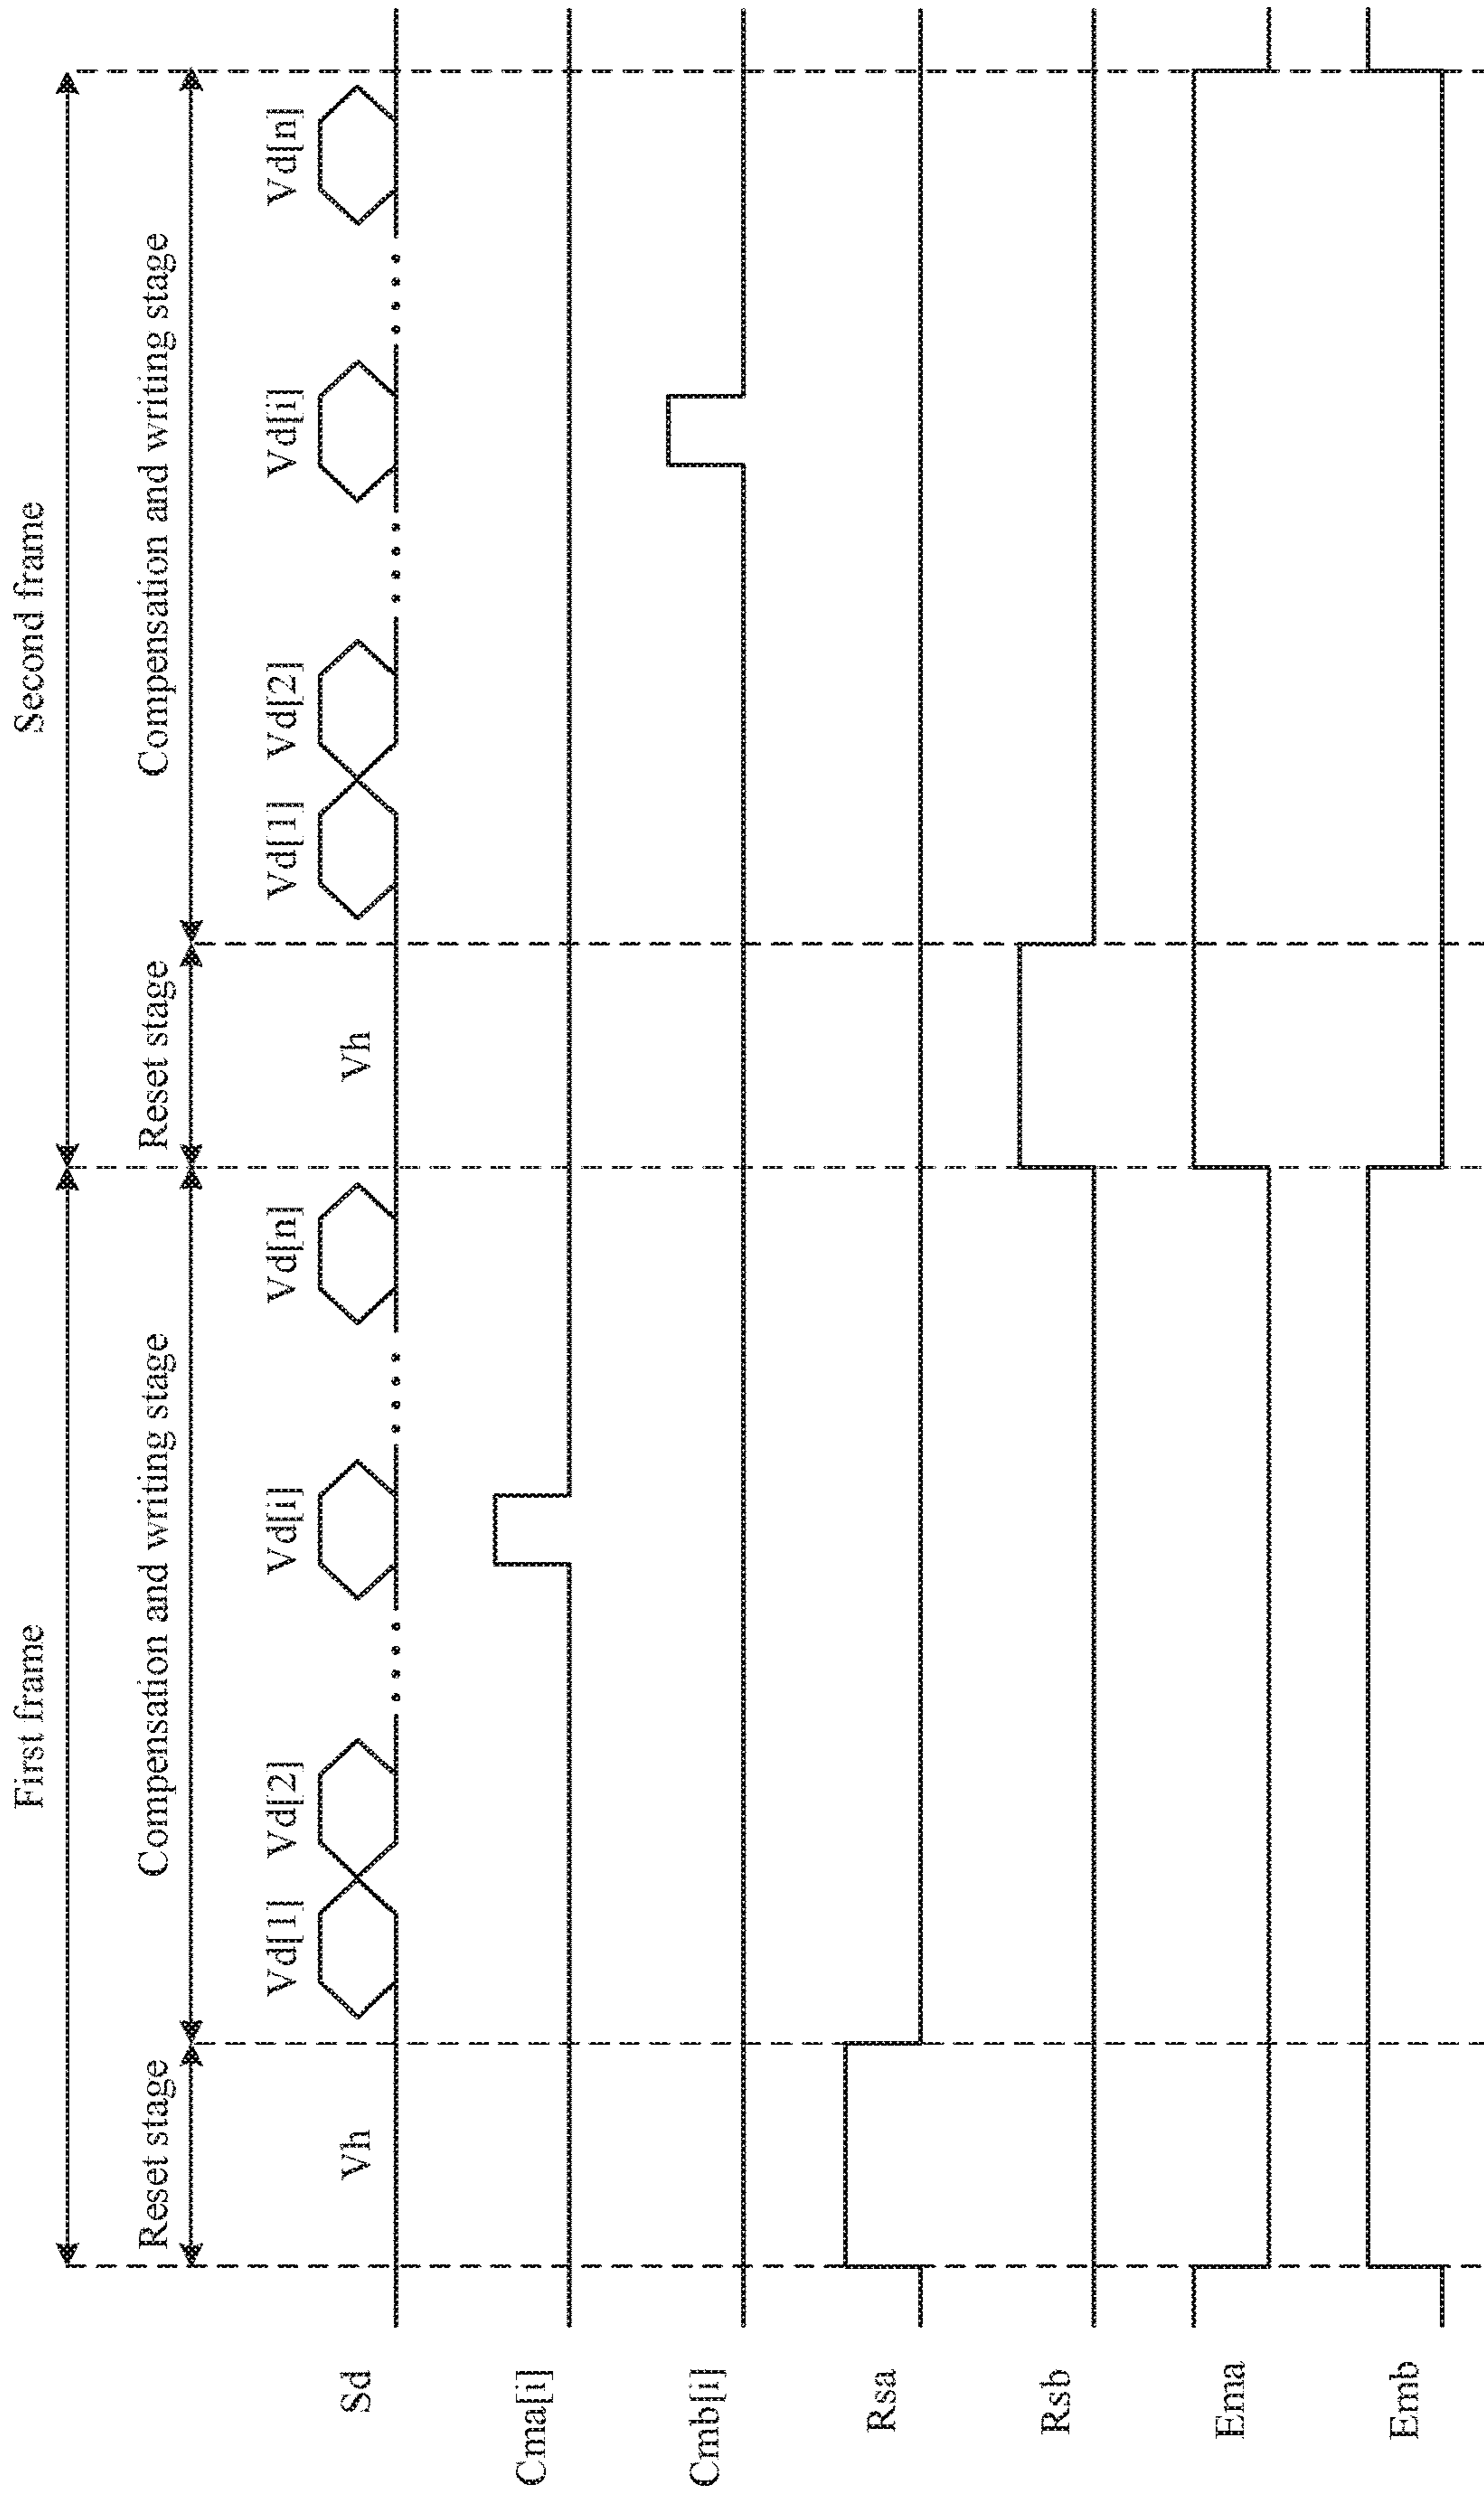 First frame
Second frame
Reset stage
Compensation and writing stage
Reset stage
Compensation and writing stage
Sd
Vh
Vd[1]
Vd[2]
Vd[i]
Vd[n]
Vh
Vd[1]
Vd[2]
Vd[i]
Vd[n]
Cma[i]
Cmb[i]
Rsa
Rsb
Ema
Emb